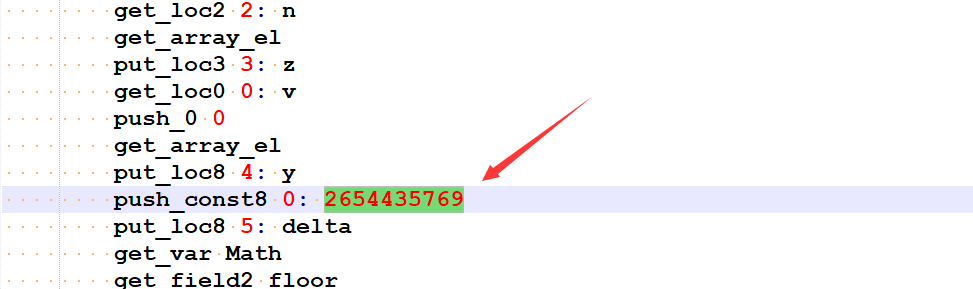 get_loc2 2: n
get_array_el
put_loc3 3: z
get_loc0 0: v
push_0 0
get_array_el
put_loc8 4: y
push_const8 0: 2654435769
put_loc8 5: delta
get_var Math
get_field2 floor